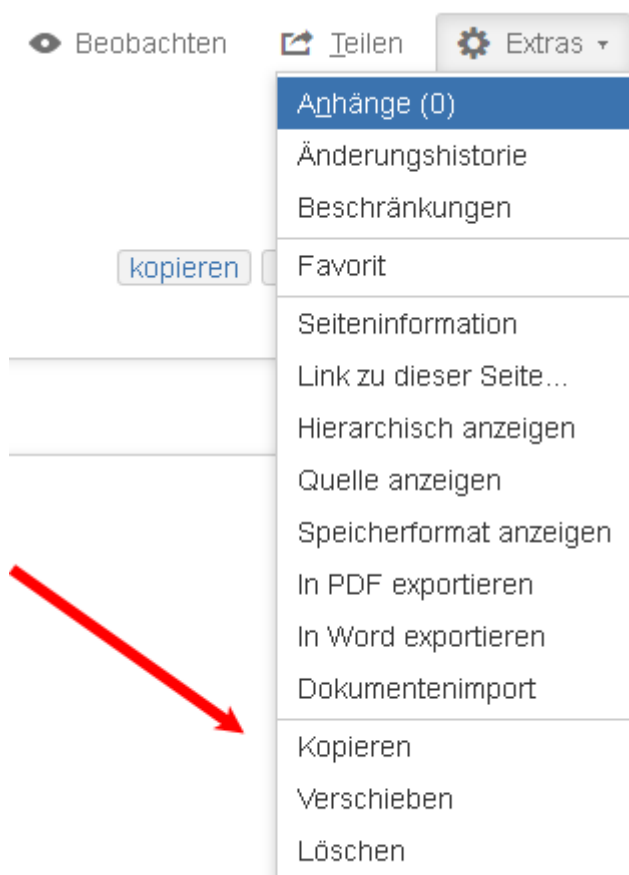 Beobachten Teilen Extras
Anhänge (0)
Änderungshistorie
Beschränkungen
kopieren
Favorit
Seiteninformation
Link zu dieser Seite...
Hierarchisch anzeigen
Quelle anzeigen
Speicherformat anzeigen
In PDF exportieren
In Word exportieren
Dokumentenimport
Kopieren
Verschieben
Löschen